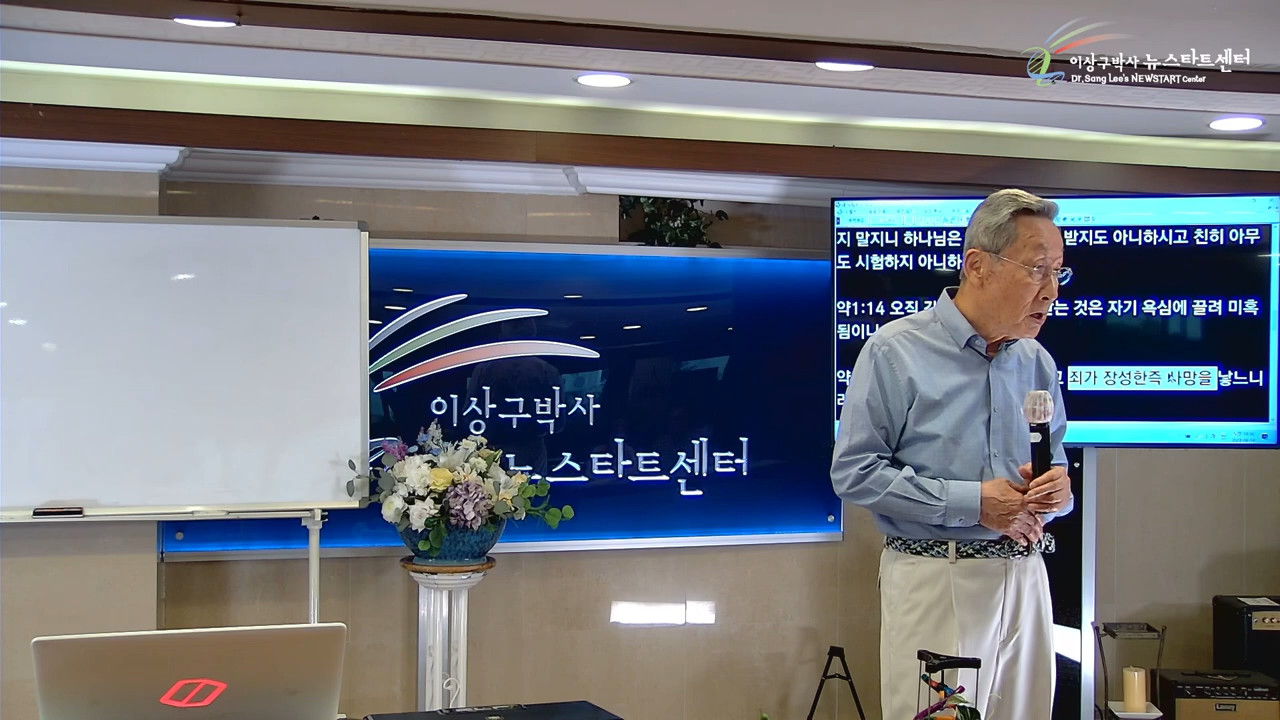 이상구박사 뉴스타트센터
Dr. Sang Lee's NEWSTART Center
지 말지니 하나님은 받지도 아니하시고 친히 아무
도 시험하지 아니하
약1:14 오직 는 것은 자기 욕심에 끌려 미혹
됨이니
약 고 죄가 장성한즉 사망을 낳느니
이상구박사
뉴스타트센터